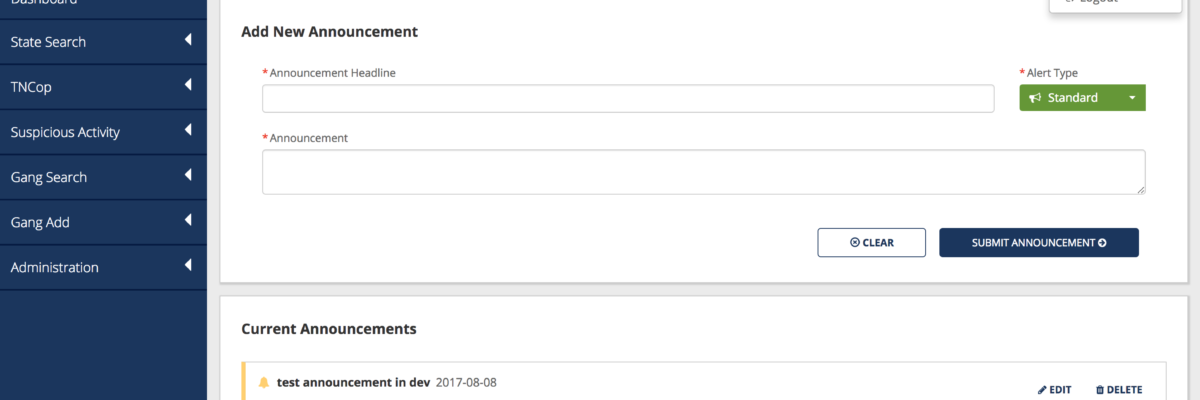 Dashboard
Logout
State Search
TNCop
Suspicious Activity
Gang Search
Gang Add
Administration
Add New Announcement
*Announcement Headline
*Alert Type
Standard
*Announcement
CLEAR
SUBMIT ANNOUNCEMENT
Current Announcements
test announcement in dev 2017-08-08
EDIT
DELETE